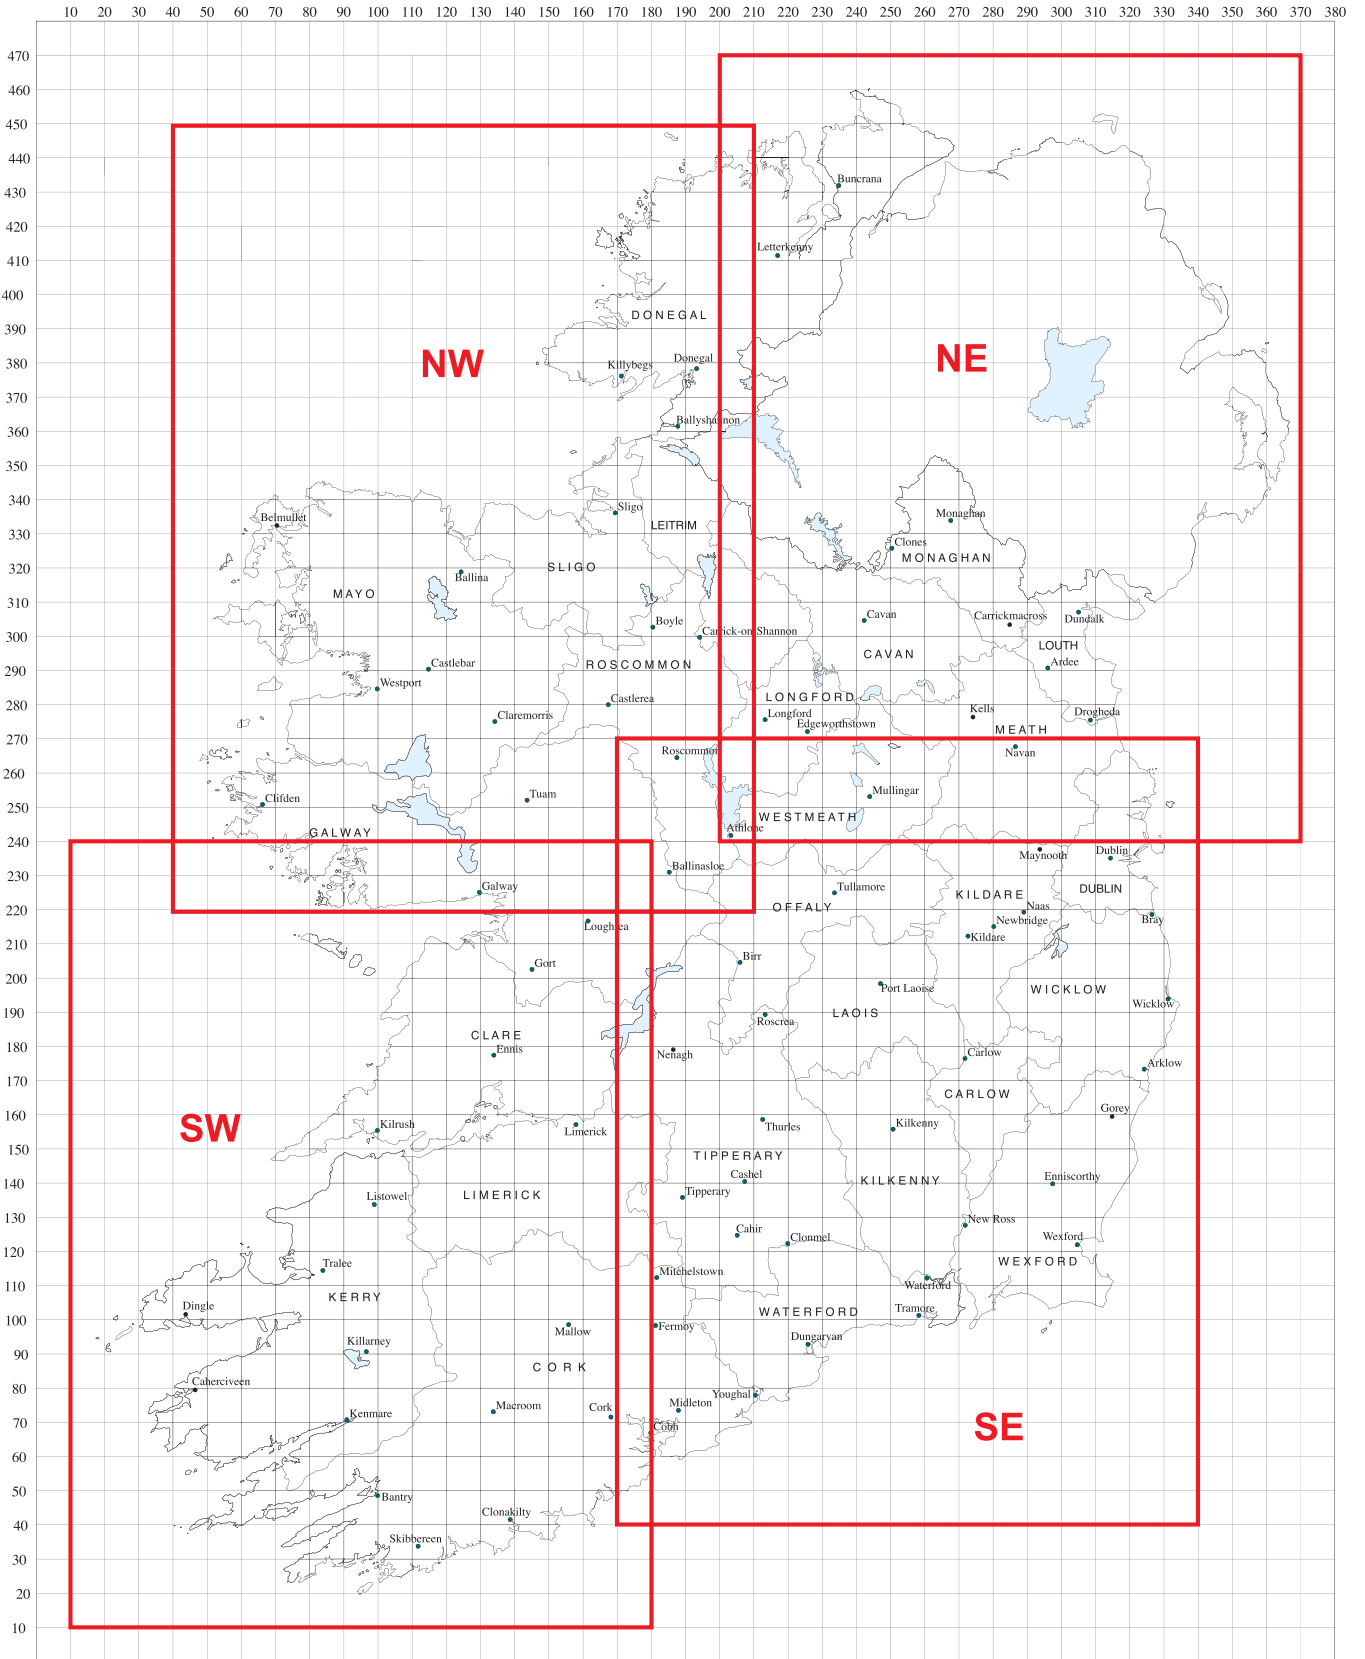 10 20 30 40 50 60 70 80 90 100 110 120 130 140 150 160 170 180 190 200 210 220 230 240 250 260 270 280 290 300 310 320 330 340 350 360 370 380
470
460
450
440
430
Buncrana
420
Letterkenny
410
400
DONEGAL
390
NW
NE
380
Donegal
Killybegs
370
Ballyshannon
360
350
340
Sligo
Monaghan
Belmullet
LEITRIM
330
Clones
MONAGHAN
320
SLIGO
Ballina
MAYO
310
Cavan
Carrickmacross
Dundalk
Boyle
Carrick-on Shannon
300
LOUTH
CAVAN
Ardee
Castlebar
ROSCOMMON
290
Westport
LONGFORD
Castlerea
280
Kells
Drogheda
Longford
Claremorris
Edgeworthstown
MEATH
270
Roscommon
Navan
260
Mullingar
Tuam
Clifden
250
WESTMEATH
Athlone
GALWAY
240
Dublin
Maynooth
Ballinasloe
230
Galway
Tullamore
DUBLIN
KILDARE
OFFALY
Naas
220
Bray
Newbridge
Loughrea
Kildare
210
Birr
Gort
200
Port Laoise
WICKLOW
Wicklow
190
LAOIS
Roscrea
CLARE
180
Ennis
Carlow
Nenagh
Arklow
170
CARLOW
Gorey
160
SW
Kilrush
Kilkenny
Thurles
Limerick
150
TIPPERARY
Cashel
Enniscorthy
KILKENNY
140
Tipperary
LIMERICK
Listowel
130
New Ross
Cahir
Clonmel
Wexford
120
Tralee
WEXFORD
Mitchelstown
110
Waterford
KERRY
Dingle
Tramore
WATERFORD
100
Fermoy
Mallow
Killarney
Dungarvan
90
CORK
Caherciveen
80
Youghal
Midleton
Macroom
Cork
Kenmare
70
Cobh
SE
60
50
Bantry
Clonakilty
40
Skibbereen
30
20
10